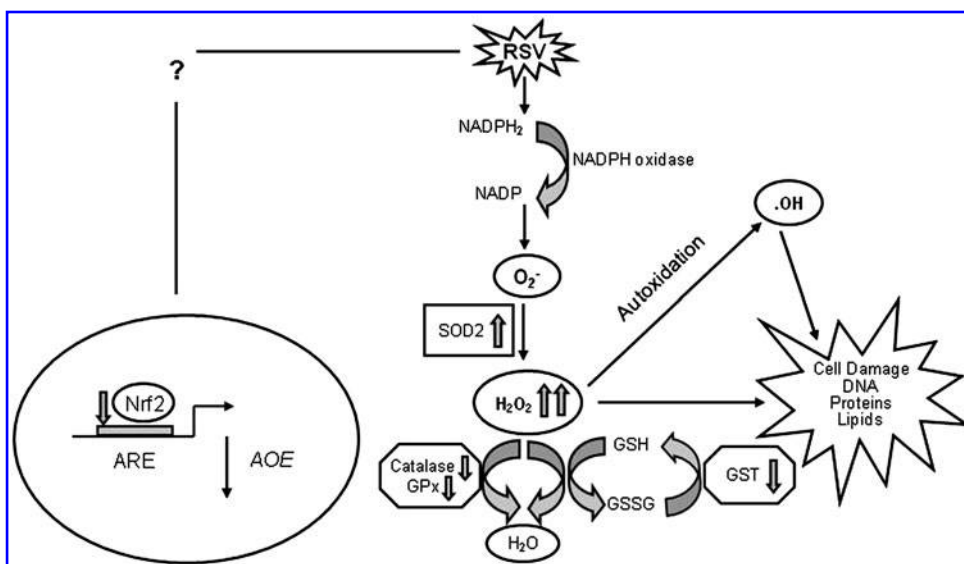 RSV
?
NADPH₂
NADPH oxidase
NADP
.OH
O₂⁻
Autoxidation
SOD2
H₂O₂
Cell Damage
DNA
Proteins
Lipids
Nrf2
ARE
AOE
Catalase
GPx
GSH
GSSG
GST
H₂O